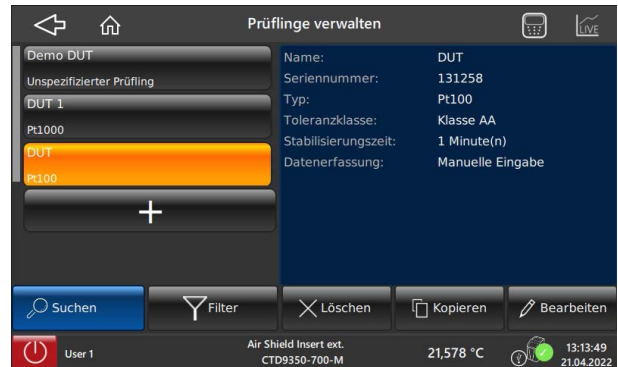 Prüflinge verwalten
LIVE
Demo DUT
Unspezifizierter Prüfling
DUT 1
Pt1000
DUT
Pt100
+
Name: DUT
Seriennummer: 131258
Typ: Pt100
Toleranzklasse: Klasse AA
Stabilisierungszeit: 1 Minute(n)
Datenerfassung: Manuelle Eingabe
Suchen
Filter
Löschen
Kopieren
Bearbeiten
User 1
Air Shield Insert ext.
CTD9350-700-M
21,578 °C
13:13:49
21.04.2022